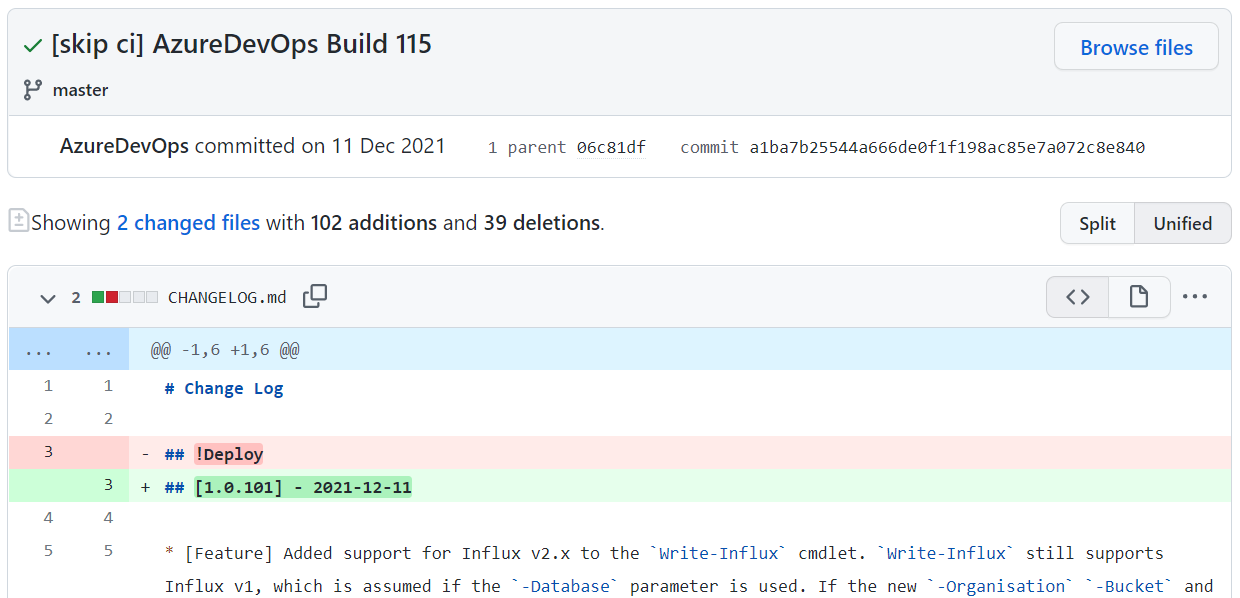 [skip ci] AzureDevOps Build 115
Browse files
master
AzureDevOps committed on 11 Dec 2021 1 parent 06c81df commit a1ba7b25544a666de0f1f198ac85e7a072c8e840
Showing 2 changed files with 102 additions and 39 deletions.
Split Unified
2 CHANGELOG.md
... ... @@ -1,6 +1,6 @@
1 1 # Change Log
2 2
3 - ## !Deploy
3 + ## [1.0.101] - 2021-12-11
4 4
5 5 * [Feature] Added support for Influx v2.x to the `Write-Influx` cmdlet. `Write-Influx` still supports
Influx v1, which is assumed if the `-Database` parameter is used. If the new `-Organisation` `-Bucket` and